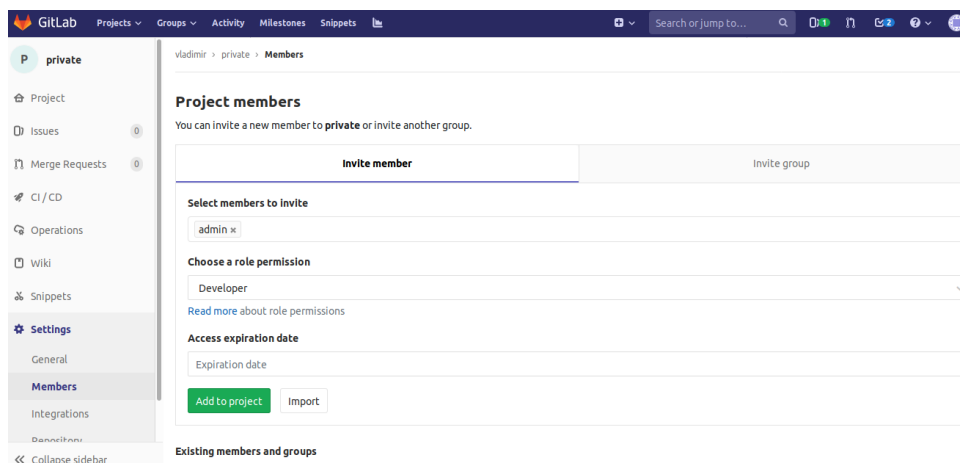 GitLab Projects Groups Activity Milestones Snippets Search or jump to... 1 2 ?
P private
vladimir > private > Members
Project
Issues 0
Merge Requests 0
CI / CD
Operations
Wiki
Snippets
Settings
General
Members
Integrations
Repository
Collapse sidebar
Project members
You can invite a new member to private or invite another group.
Invite member Invite group
Select members to invite
admin ×
Choose a role permission
Developer
Read more about role permissions
Access expiration date
Expiration date
Add to project Import
Existing members and groups